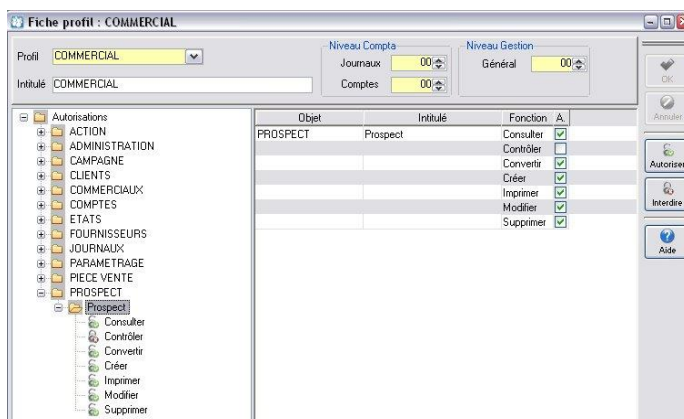 Fiche profil : COMMERCIAL
Profil COMMERCIAL
Intitulé COMMERCIAL
Niveau Compta
Journaux 00
Comptes 00
Niveau Gestion
Général 00
OK
Annuler
Autoriser
Interdire
Aide
Autorisations
ACTION
ADMINISTRATION
CAMPAGNE
CLIENTS
COMMERCIAUX
COMPTES
ETATS
FOURNISSEURS
JOURNAUX
PARAMETRAGE
PIECE VENTE
PROSPECT
Prospect
Consulter
Contrôler
Convertir
Créer
Imprimer
Modifier
Supprimer
Objet Intitulé Fonction A.
PROSPECT Prospect Consulter
Contrôler
Convertir
Créer
Imprimer
Modifier
Supprimer